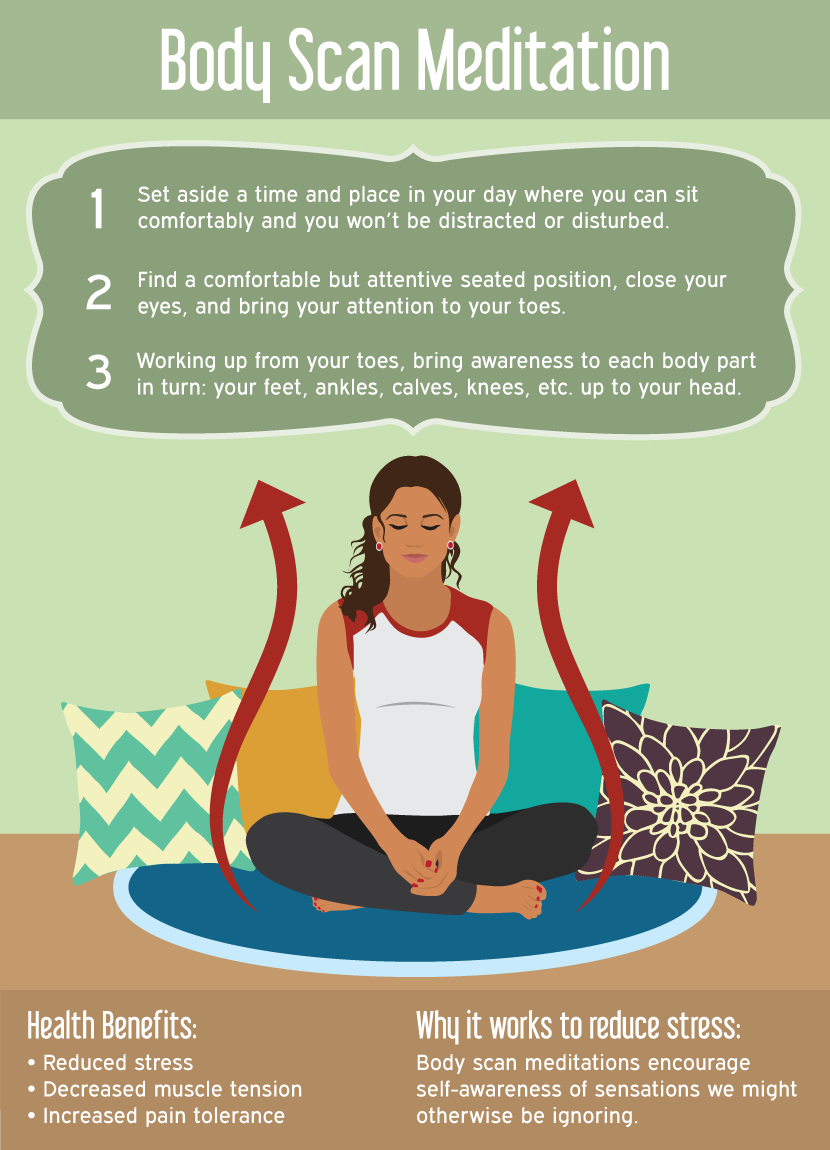 Body Scan Meditation
1 Set aside a time and place in your day where you can sit
comfortably and you won't be distracted or disturbed.
2 Find a comfortable but attentive seated position, close your
eyes, and bring your attention to your toes.
3 Working up from your toes, bring awareness to each body part
in turn: your feet, ankles, calves, knees, etc. up to your head.
Health Benefits:
• Reduced stress
• Decreased muscle tension
• Increased pain tolerance
Why it works to reduce stress:
Body scan meditations encourage
self-awareness of sensations we might
otherwise be ignoring.